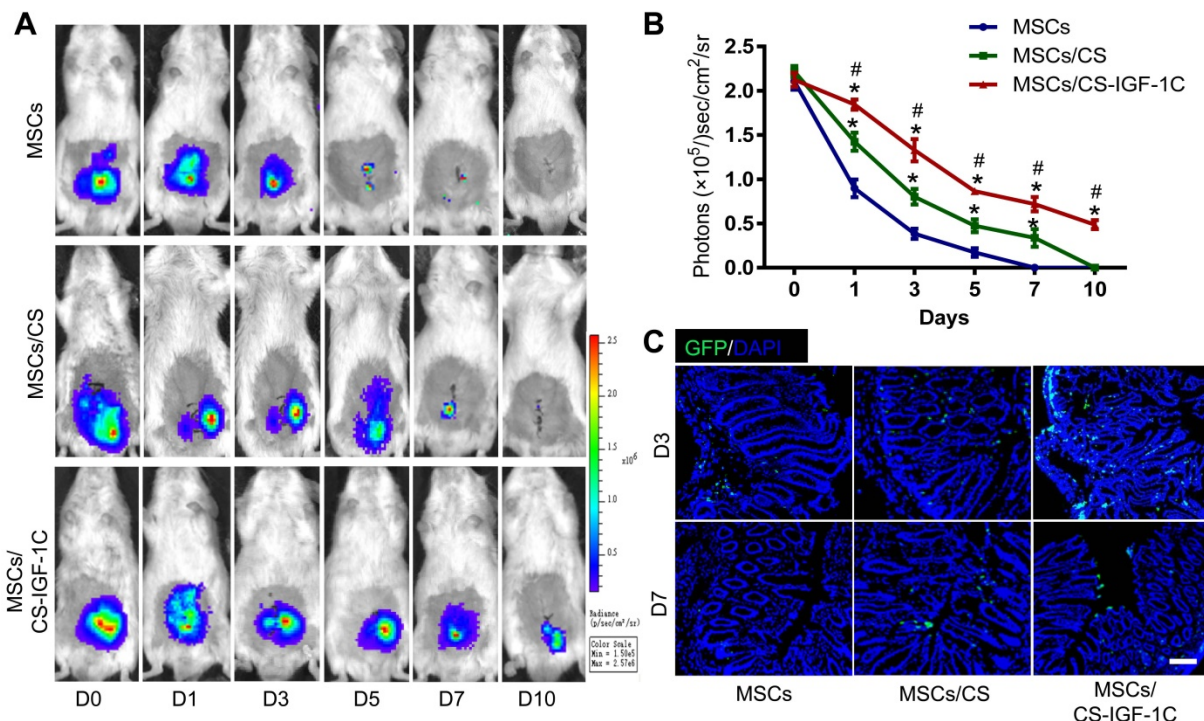 A
MSCs
MSCs/CS
MSCs/
CS-IGF-1C
D0
D1
D3
D5
D7
D10
2.5
2.0
×10⁶
1.5
1.0
0.5
Radiance
(p/sec/cm²/sr)
Color Scale
Min = 1.50e5
Max = 2.57e6
B
MSCs
MSCs/CS
MSCs/CS-IGF-1C
Photons (×10⁵/)sec/cm²/sr
2.5
2.0
1.5
1.0
0.5
0.0
# # # # #
* * * * *
* * * *
0 1 3 5 7 10
Days
C
GFP/DAPI
D3
D7
MSCs
MSCs/CS
MSCs/
CS-IGF-1C